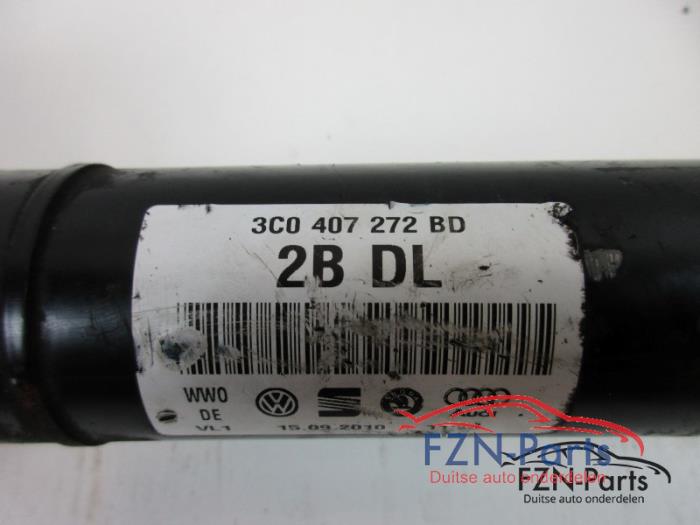 3C0 407 272 BD
2B DL
WWO
DE
VL1
15.09.2010
FZN-Parts
Duitse auto onderdelen
FZN-Parts
Duitse auto onderdelen